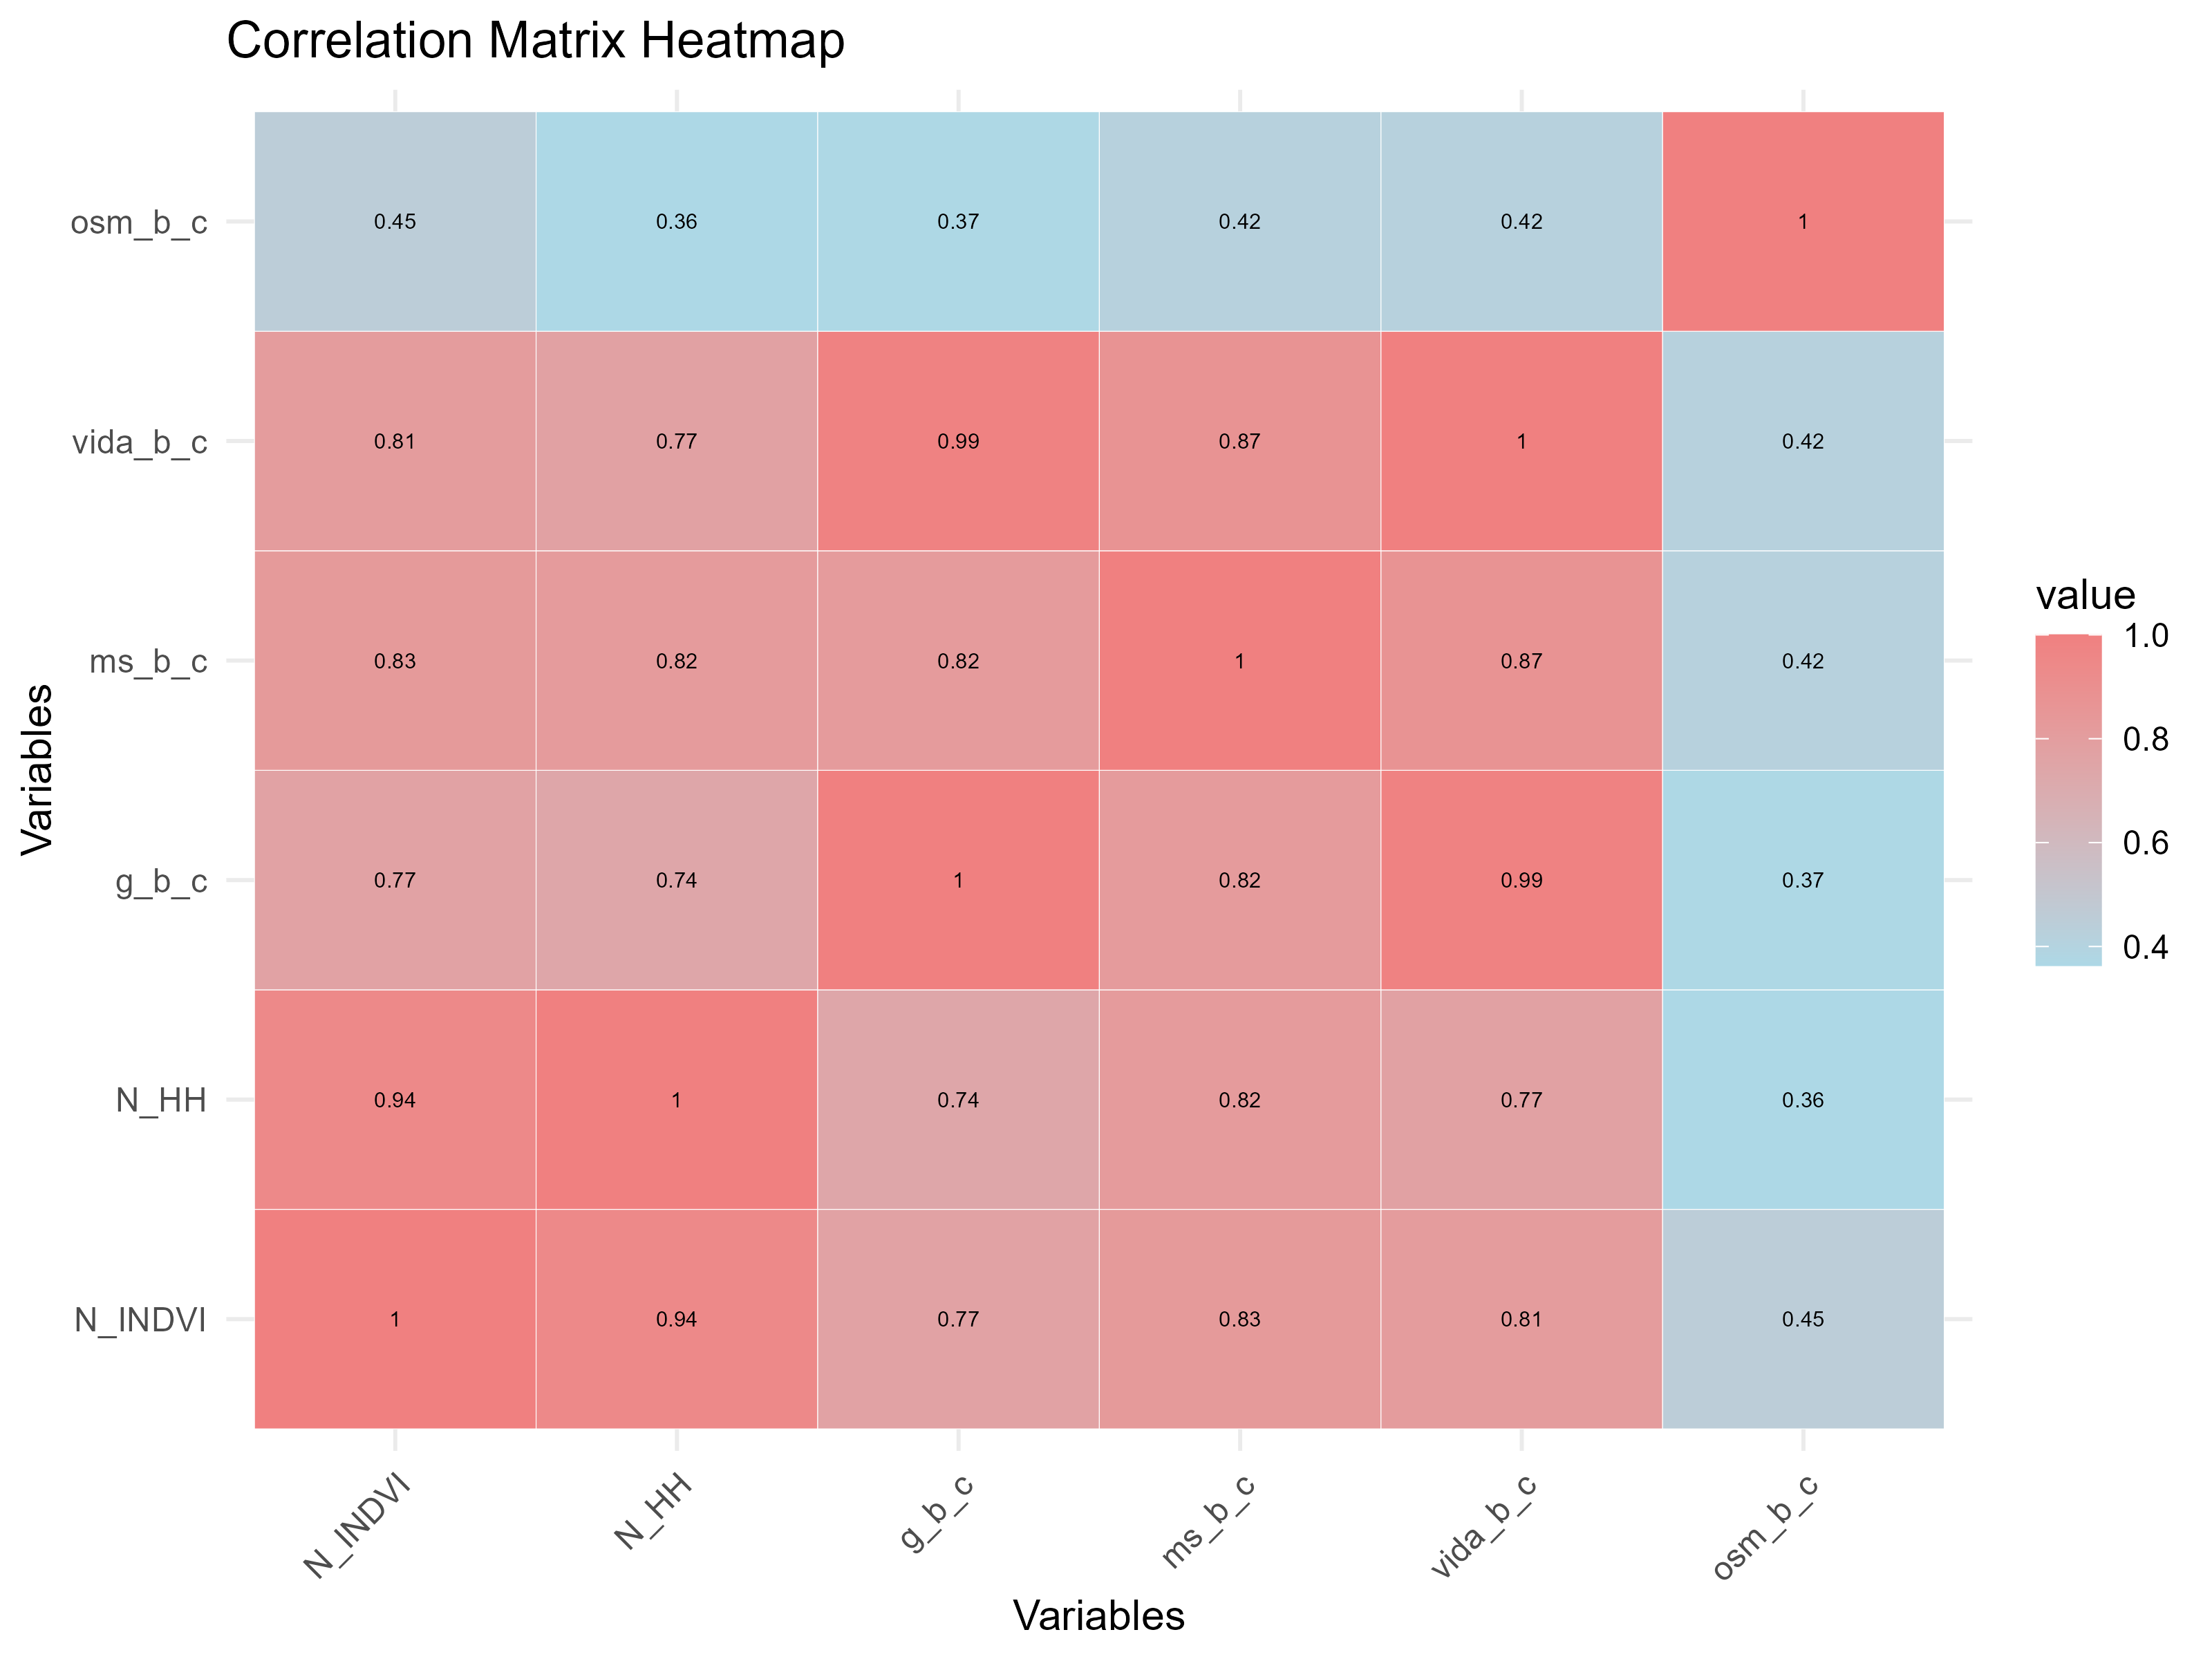 Correlation Matrix Heatmap
osm_b_c 0.45 0.36 0.37 0.42 0.42 1
vida_b_c 0.81 0.77 0.99 0.87 1 0.42
ms_b_c 0.83 0.82 0.82 1 0.87 0.42
g_b_c 0.77 0.74 1 0.82 0.99 0.37
N_HH 0.94 1 0.74 0.82 0.77 0.36
N_INDVI 1 0.94 0.77 0.83 0.81 0.45
N_INDVI N_HH g_b_c ms_b_c vida_b_c osm_b_c
Variables
Variables
value
1.0
0.8
0.6
0.4